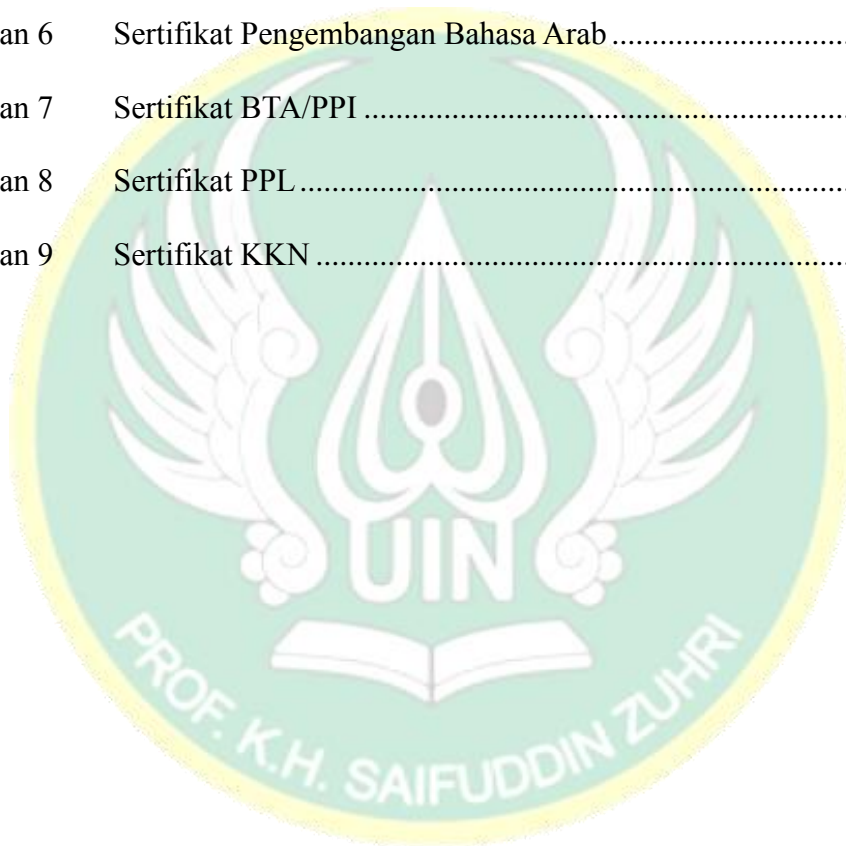 an 6 Sertifikat Pengembangan Bahasa Arab .............................
an 7 Sertifikat BTA/PPI ............................................................
an 8 Sertifikat PPL ....................................................................
an 9 Sertifikat KKN ..................................................................
UIN
PROF. K.H. SAIFUDDIN ZUHRI